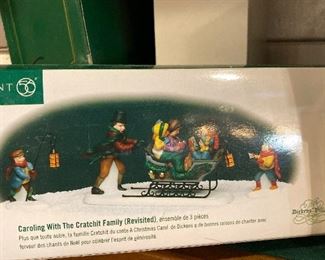 NT 56
Caroling With The Cratchit Family (Revisited), ensemble de 3 pièces
Plus que toute autre, la famille Cratchit du conte A Christmas Carol de Dickens a de bonnes raisons de chanter avec
ferveur des chants de Noël pour célébrer l'esprit de générosité.
Dickens' Village